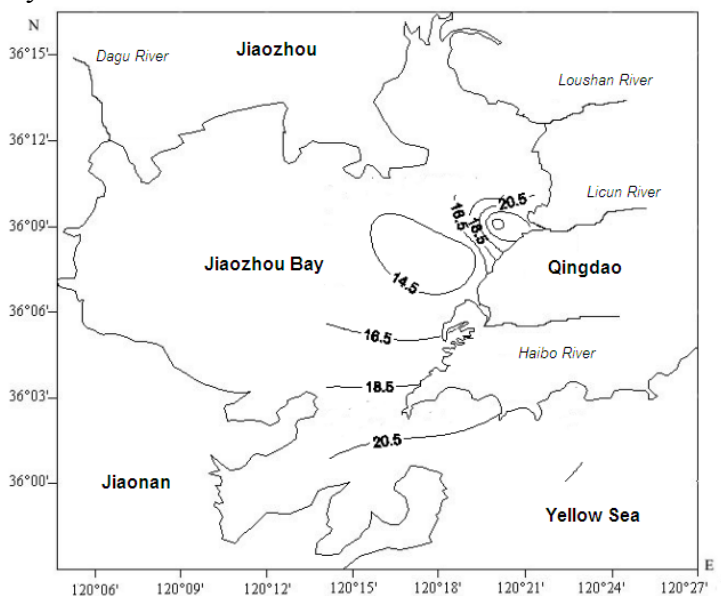 N
36°15'
Dagu River
Jiaozhou
Loushan River
36°12'
Licun River
20.5
16.5
18.5
36°09'
Jiaozhou Bay
14.5
Qingdao
36°06'
16.5
Haibo River
36°03'
18.5
20.5
36°00'
Jiaonan
Yellow Sea
E
120°06'
120°09'
120°12'
120°15'
120°18'
120°21'
120°24'
120°27'